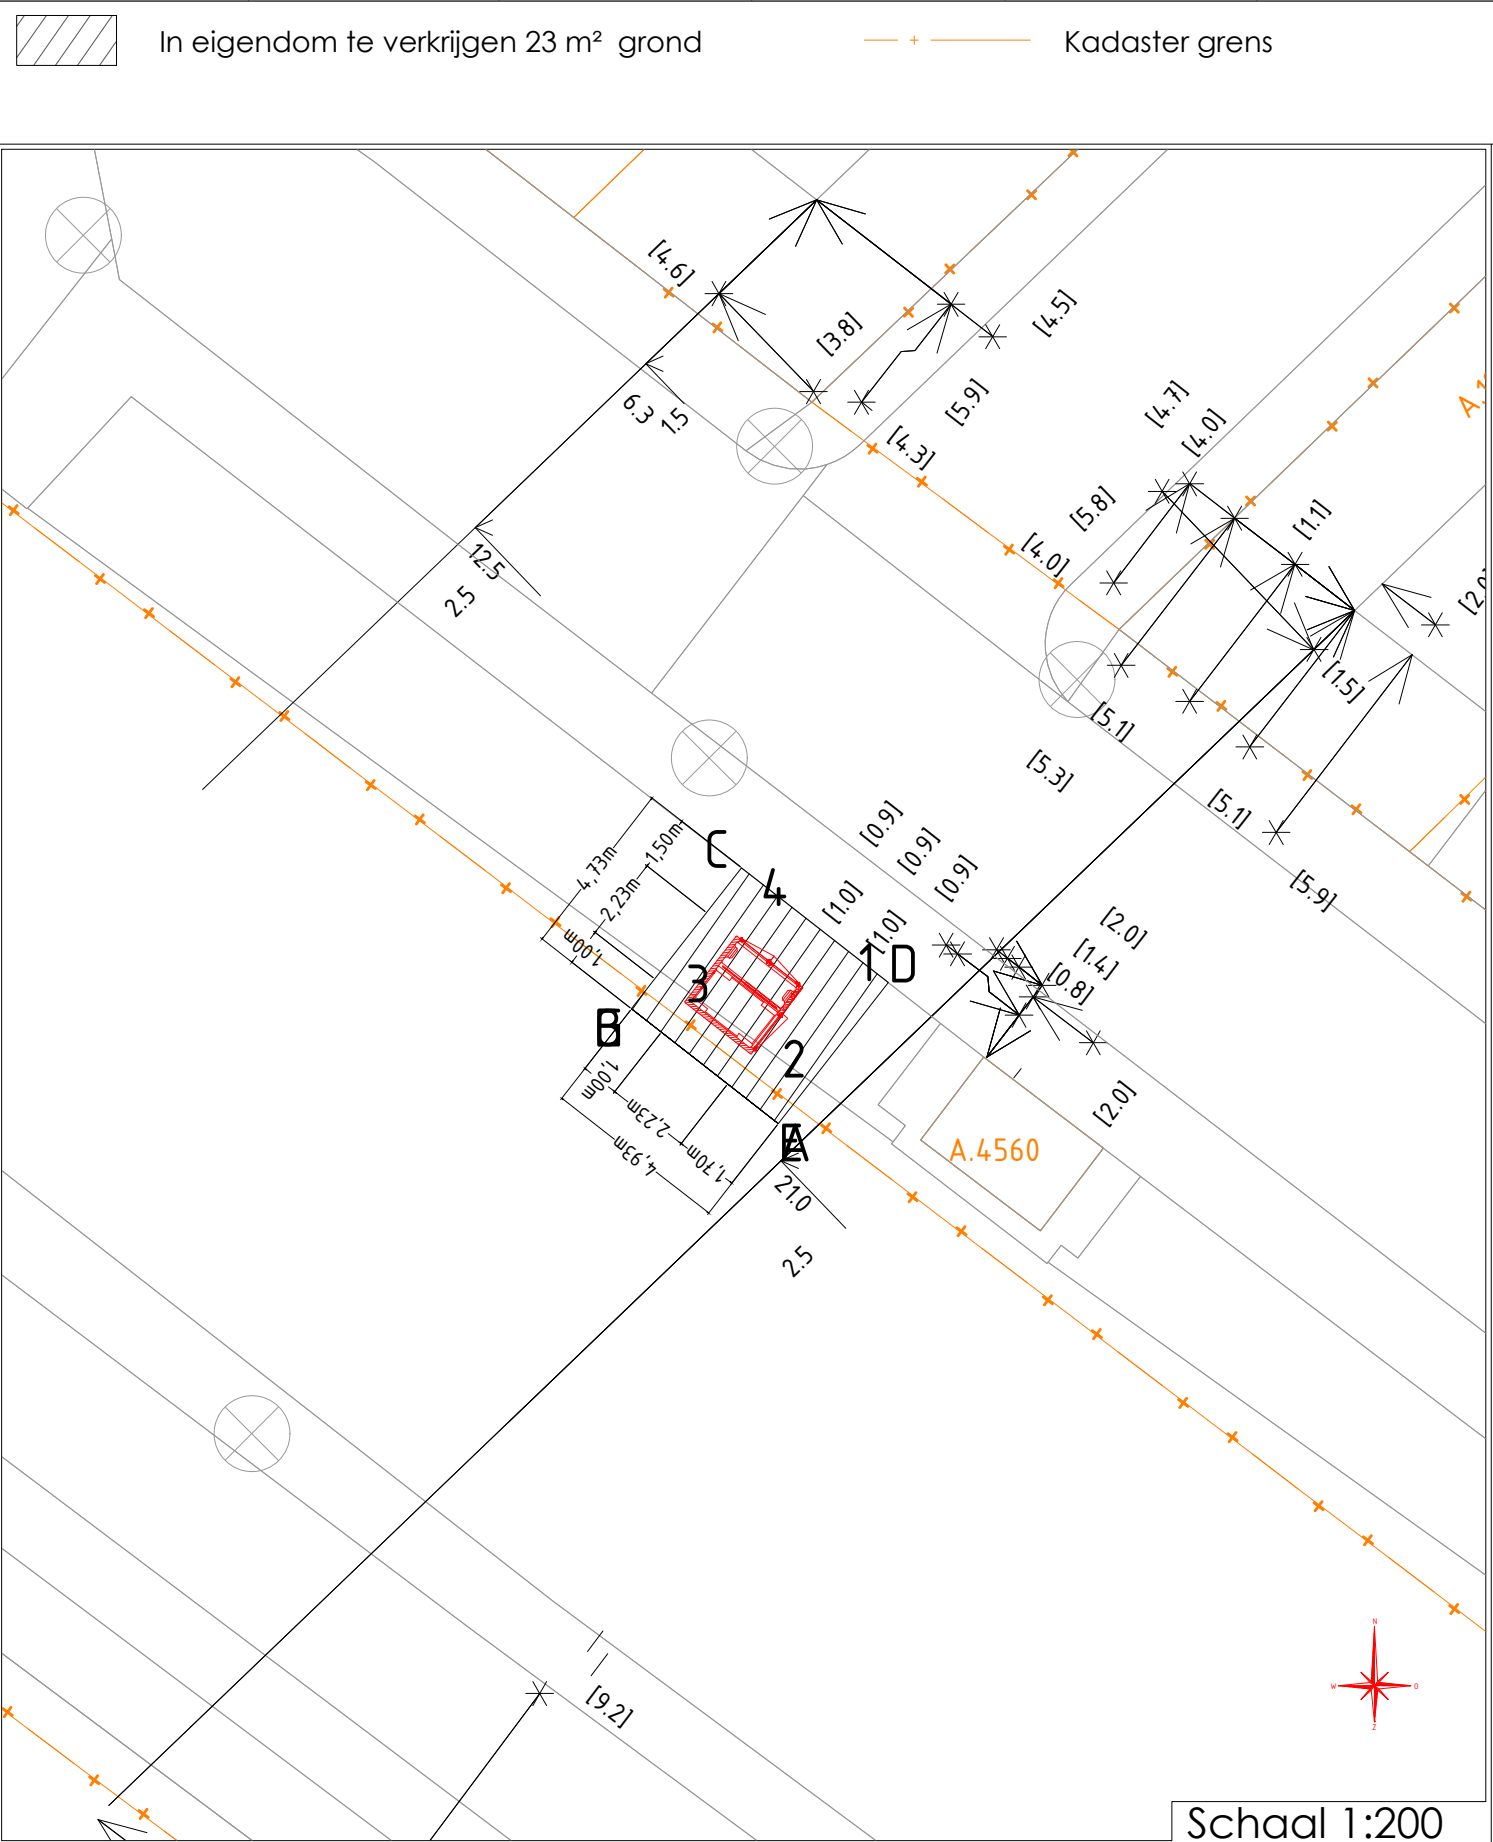 In eigendom te verkrijgen 23 m² grond
Kadaster grens
[4.6]
[3.8]
[4.5]
6.3
1.5
[5.9]
[4.3]
[4.7]
[4.0]
[5.8]
[1.1]
[4.0]
12.5
2.5
[1.5]
[5.1]
[5.3]
[5.1]
[5.9]
4,73m
1,50m
2,23m
1,00m
C
4
3
B
1
D
2
A
[0.9]
[0.9]
[0.9]
[1.0]
[1.0]
[2.0]
[1.4]
[0.8]
[2.0]
1,00m
2,23m
1,70m
4,93m
A.4560
21.0
2.5
[9.2]
N
W
O
Z
Schaal 1:200